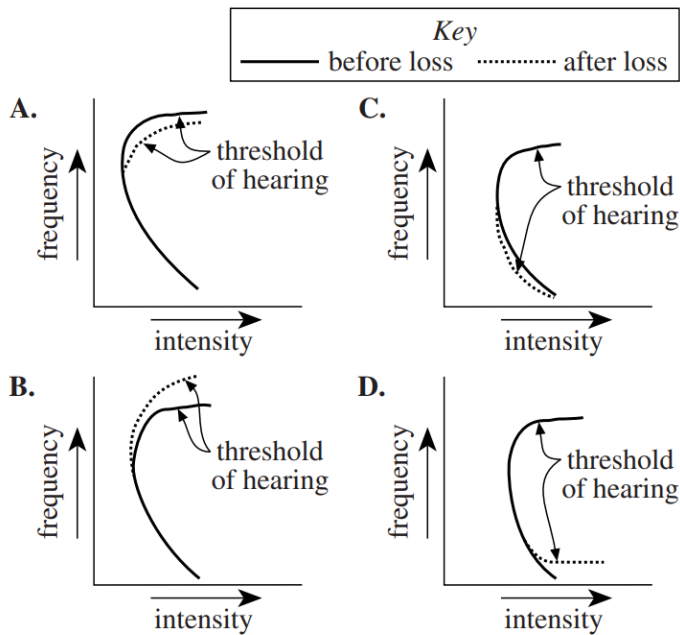 Key
before loss after loss
A.
frequency
threshold
of hearing
intensity
C.
frequency
threshold
of hearing
intensity
B.
frequency
threshold
of hearing
intensity
D.
frequency
threshold
of hearing
intensity